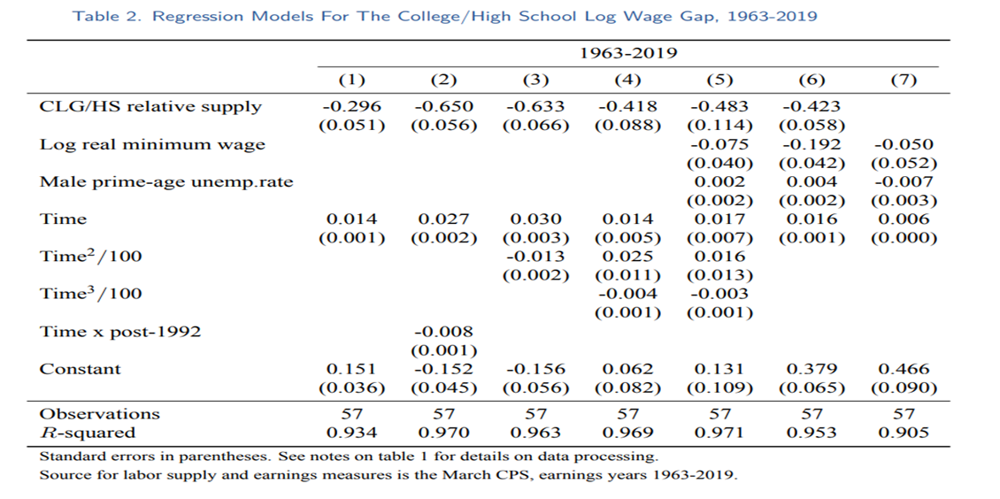 Table 2. Regression Models For The College/High School Log Wage Gap, 1963-2019
1963-2019
(1) (2) (3) (4) (5) (6) (7)
CLG/HS relative supply -0.296 -0.650 -0.633 -0.418 -0.483 -0.423
(0.051) (0.056) (0.066) (0.088) (0.114) (0.058)
Log real minimum wage -0.075 -0.192 -0.050
(0.040) (0.042) (0.052)
Male prime-age unemp.rate 0.002 0.004 -0.007
(0.002) (0.002) (0.003)
Time 0.014 0.027 0.030 0.014 0.017 0.016 0.006
(0.001) (0.002) (0.003) (0.005) (0.007) (0.001) (0.000)
Time²/100 -0.013 0.025 0.016
(0.002) (0.011) (0.013)
Time³/100 -0.004 -0.003
(0.001) (0.001)
Time x post-1992 -0.008
(0.001)
Constant 0.151 -0.152 -0.156 0.062 0.131 0.379 0.466
(0.036) (0.045) (0.056) (0.082) (0.109) (0.065) (0.090)
Observations 57 57 57 57 57 57 57
R-squared 0.934 0.970 0.963 0.969 0.971 0.953 0.905
Standard errors in parentheses. See notes on table 1 for details on data processing.
Source for labor supply and earnings measures is the March CPS, earnings years 1963-2019.